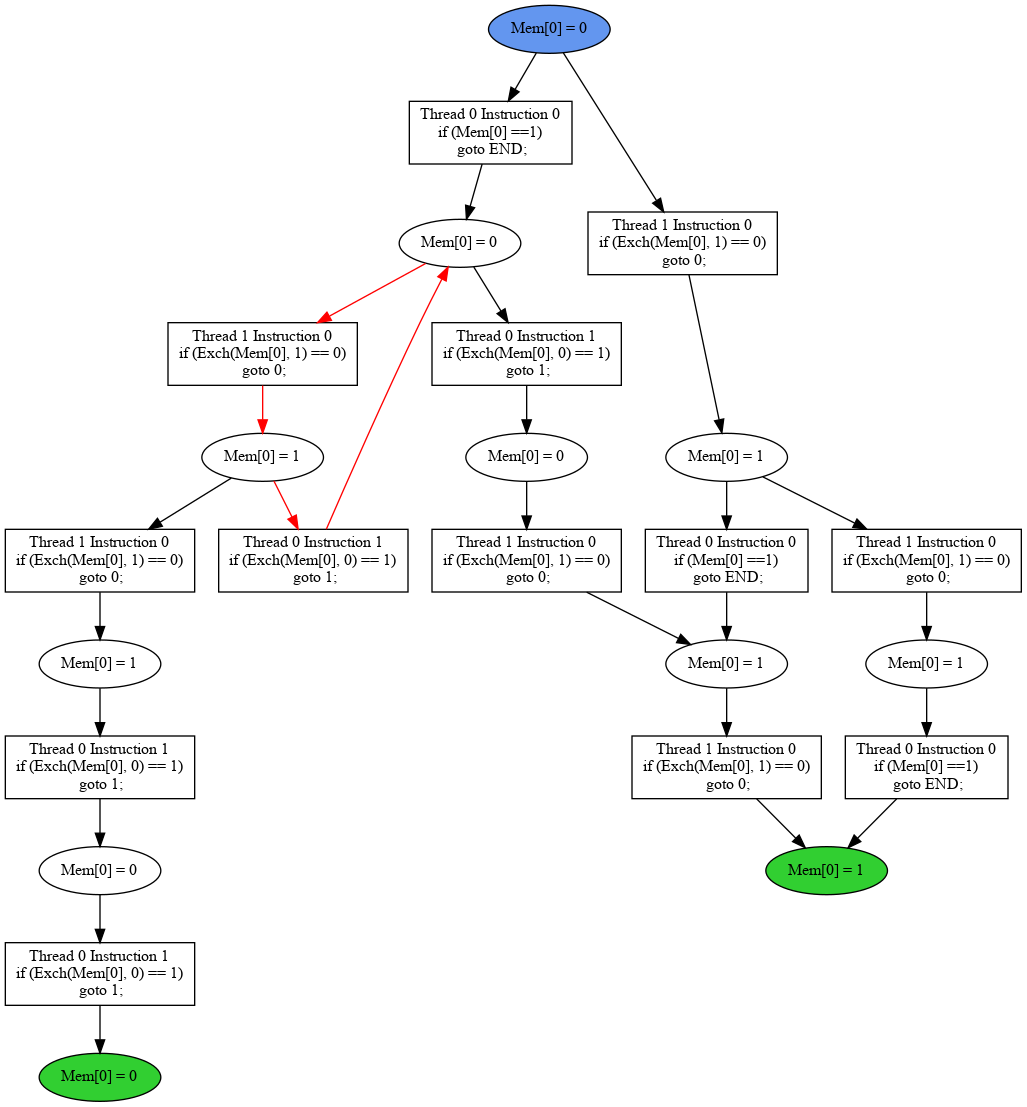 Mem[0] = 0
Thread 0 Instruction 0
if (Mem[0] ==1)
goto END;
Thread 1 Instruction 0
if (Exch(Mem[0], 1) == 0)
goto 0;
Mem[0] = 0
Thread 1 Instruction 0
if (Exch(Mem[0], 1) == 0)
goto 0;
Thread 0 Instruction 1
if (Exch(Mem[0], 0) == 1)
goto 1;
Mem[0] = 1
Mem[0] = 0
Mem[0] = 1
Thread 1 Instruction 0
if (Exch(Mem[0], 1) == 0)
goto 0;
Thread 0 Instruction 1
if (Exch(Mem[0], 0) == 1)
goto 1;
Thread 1 Instruction 0
if (Exch(Mem[0], 1) == 0)
goto 0;
Thread 0 Instruction 0
if (Mem[0] ==1)
goto END;
Thread 1 Instruction 0
if (Exch(Mem[0], 1) == 0)
goto 0;
Mem[0] = 1
Mem[0] = 1
Mem[0] = 1
Thread 0 Instruction 1
if (Exch(Mem[0], 0) == 1)
goto 1;
Thread 1 Instruction 0
if (Exch(Mem[0], 1) == 0)
goto 0;
Thread 0 Instruction 0
if (Mem[0] ==1)
goto END;
Mem[0] = 0
Mem[0] = 1
Thread 0 Instruction 1
if (Exch(Mem[0], 0) == 1)
goto 1;
Mem[0] = 0